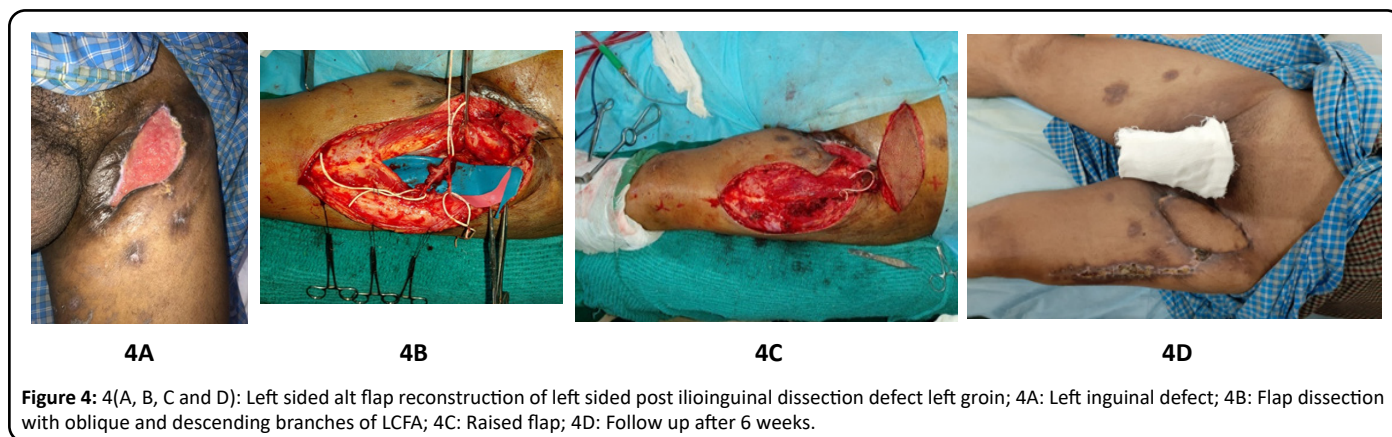 4A
4B
4C
4D
Figure 4: 4(A, B, C and D): Left sided alt flap reconstruction of left sided post ilioinguinal dissection defect left groin; 4A: Left inguinal defect; 4B: Flap dissection
with oblique and descending branches of LCFA; 4C: Raised flap; 4D: Follow up after 6 weeks.